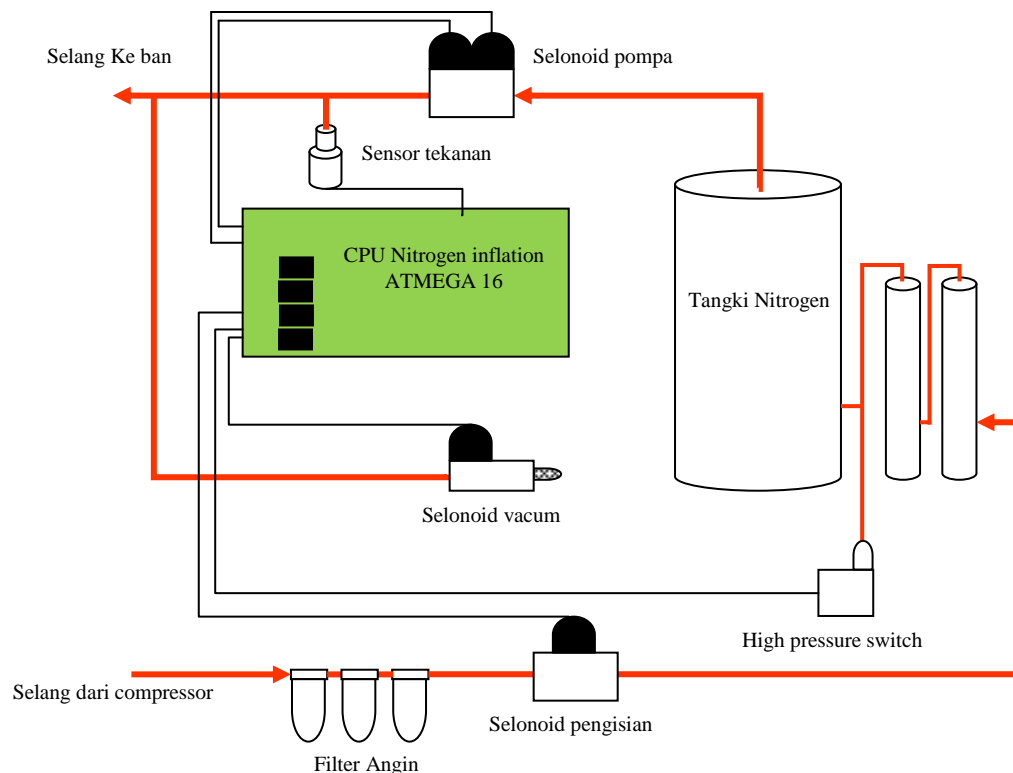 Selang Ke ban
Selonoid pompa
Sensor tekanan
CPU Nitrogen inflation
ATMEGA 16
Tangki Nitrogen
Selonoid vacum
High pressure switch
Selang dari compressor
Selonoid pengisian
Filter Angin